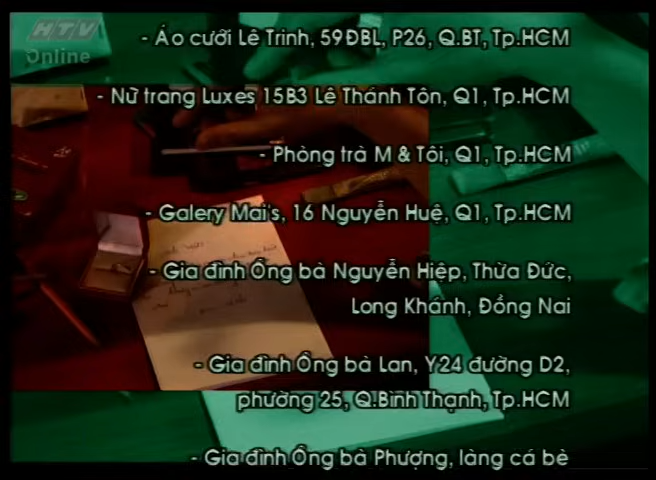 HTV
Online
- Áo cưới Lê Trinh, 59 ĐBL, P26, Q.BT, Tp.HCM
- Nữ trang Luxes 15B3 Lê Thánh Tôn, Q1, Tp.HCM
- Phòng trà M & Tôi, Q1, Tp.HCM
- Galery Mai's, 16 Nguyễn Huệ, Q1, Tp.HCM
- Gia đình Ông bà Nguyễn Hiệp, Thừa Đức,
Long Khánh, Đồng Nai
- Gia đình Ông bà Lan, Y24 đường D2,
phường 25, Q.Bình Thạnh, Tp.HCM
- Gia đình Ông bà Phượng, làng cá bè